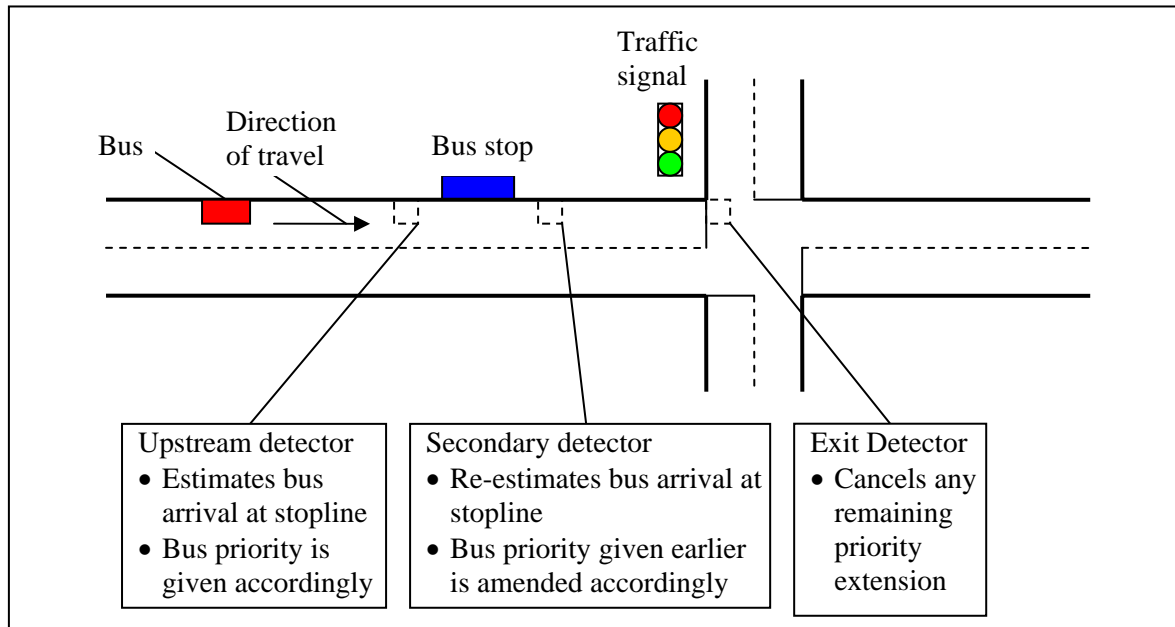 Traffic
signal
Direction
of travel
Bus
Bus stop
Upstream detector
• Estimates bus
arrival at stopline
• Bus priority is
given accordingly
Secondary detector
• Re-estimates bus arrival at
stopline
• Bus priority given earlier
is amended accordingly
Exit Detector
• Cancels any
remaining
priority
extension